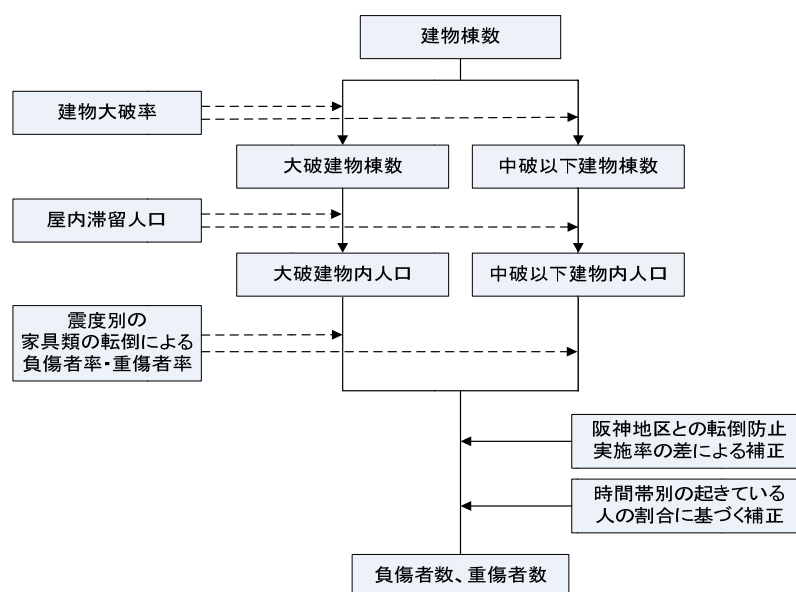 建物棟数
建物大破率
大破建物棟数
中破以下建物棟数
屋内滞留人口
大破建物内人口
中破以下建物内人口
震度別の
家具類の転倒による
負傷者率・重傷者率
阪神地区との転倒防止
実施率の差による補正
時間帯別の起きている
人の割合に基づく補正
負傷者数、重傷者数